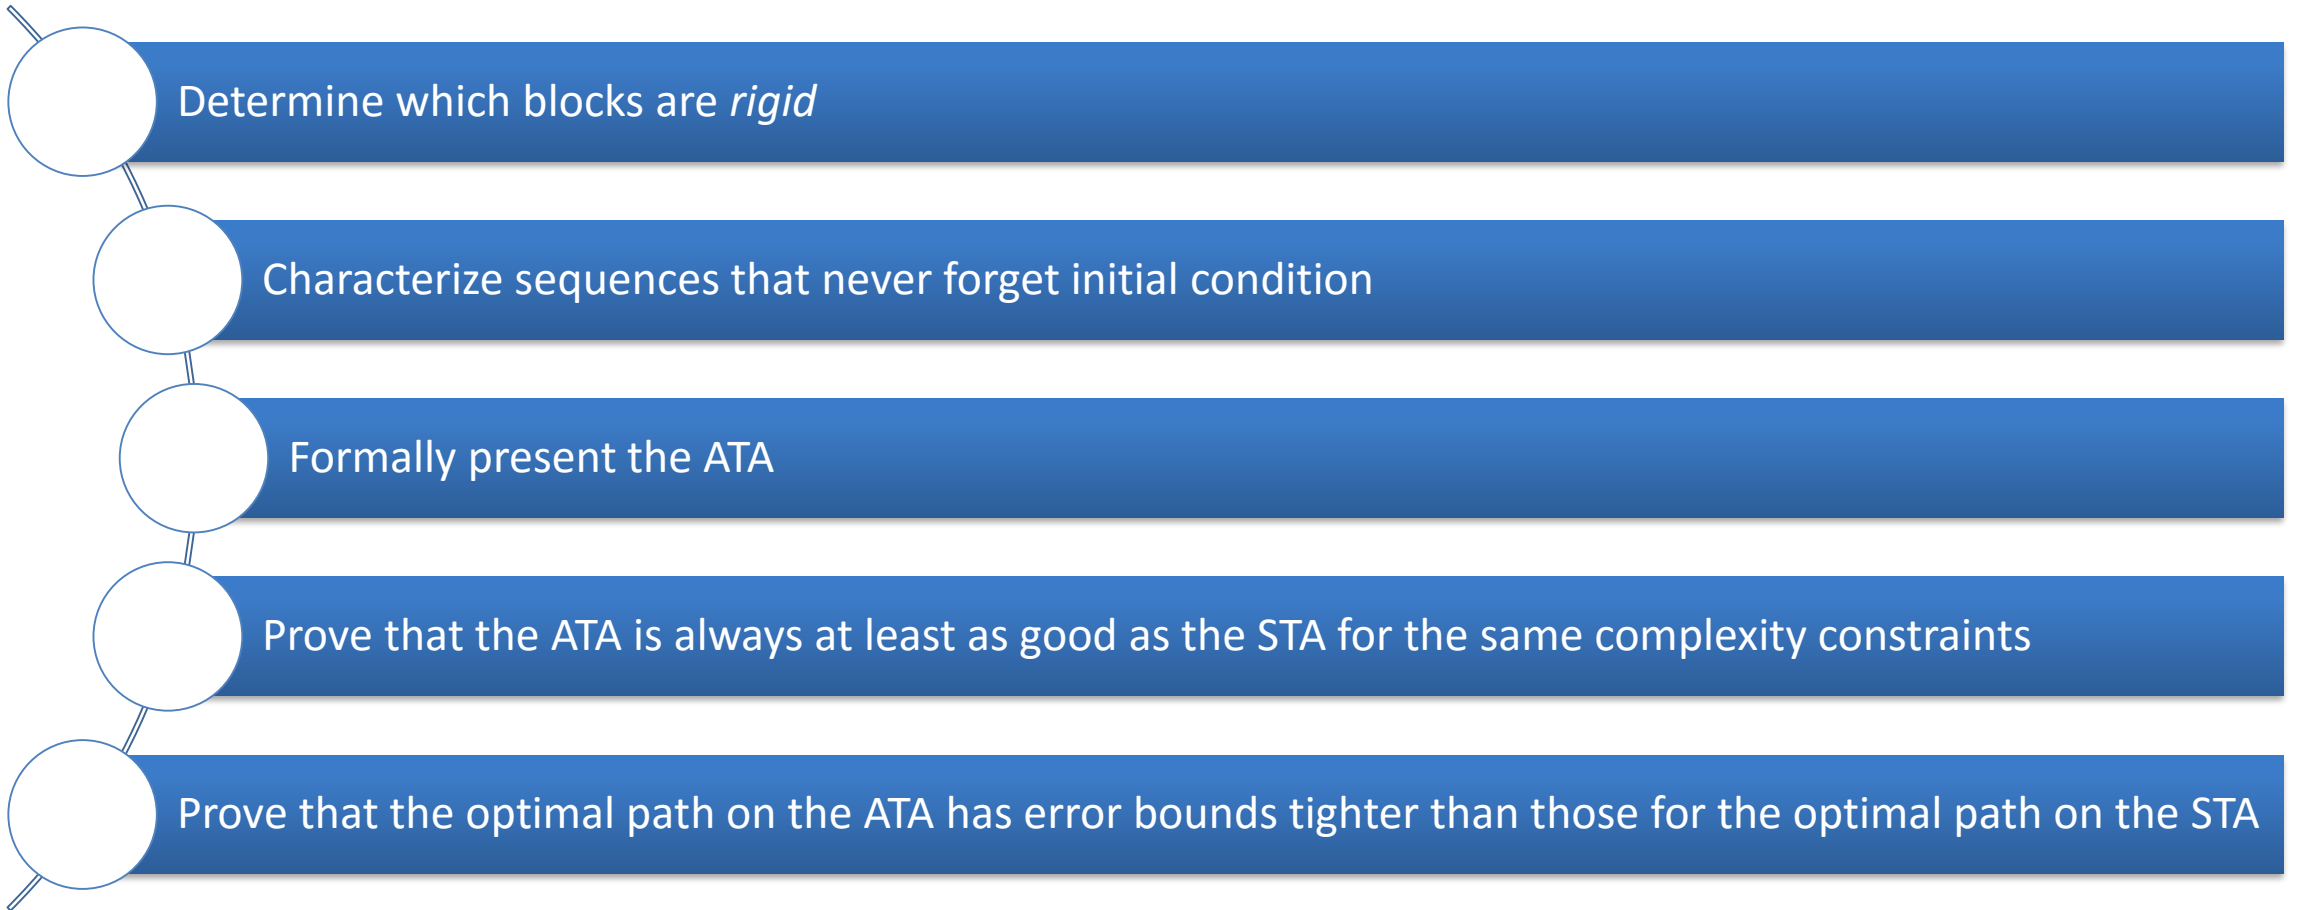 Determine which blocks are rigid
Characterize sequences that never forget initial condition
Formally present the ATA
Prove that the ATA is always at least as good as the STA for the same complexity constraints
Prove that the optimal path on the ATA has error bounds tighter than those for the optimal path on the STA